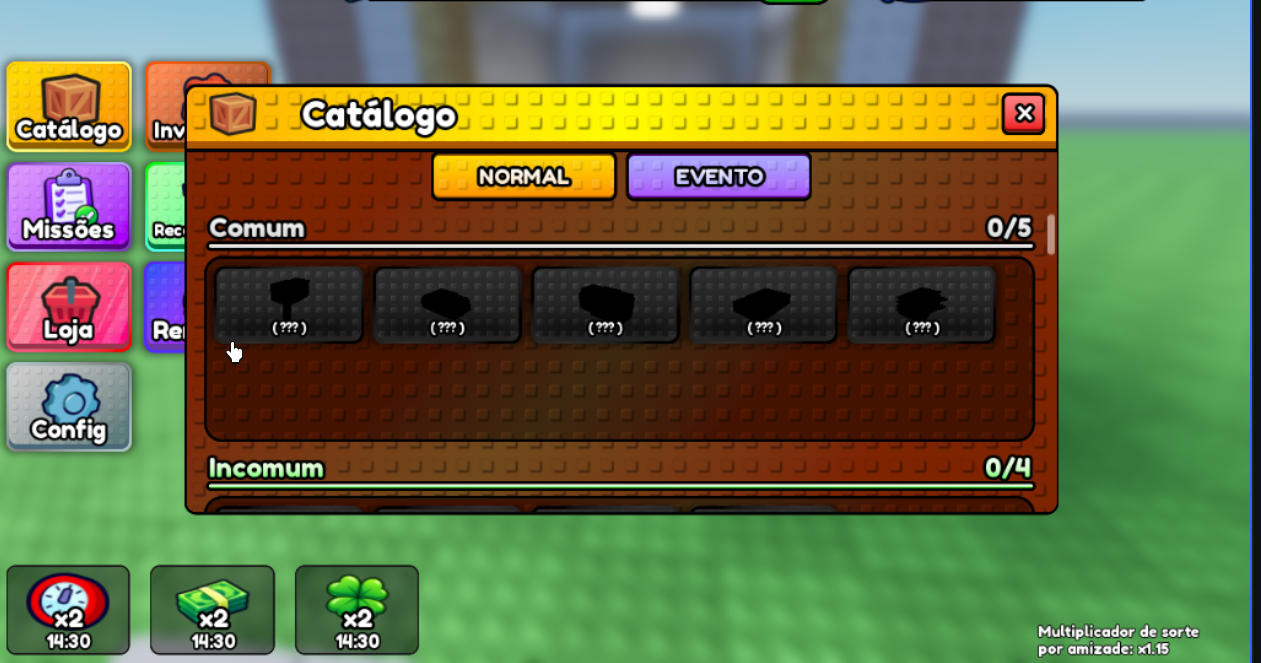 Catálogo
Missões
Loja
Config
Catálogo
NORMAL
EVENTO
Comum
0/5
(???)
(???)
(???)
(???)
(???)
Incomum
0/4
x2
14:30
x2
14:30
x2
14:30
Multiplicador de sorte
por amizade: x1.15